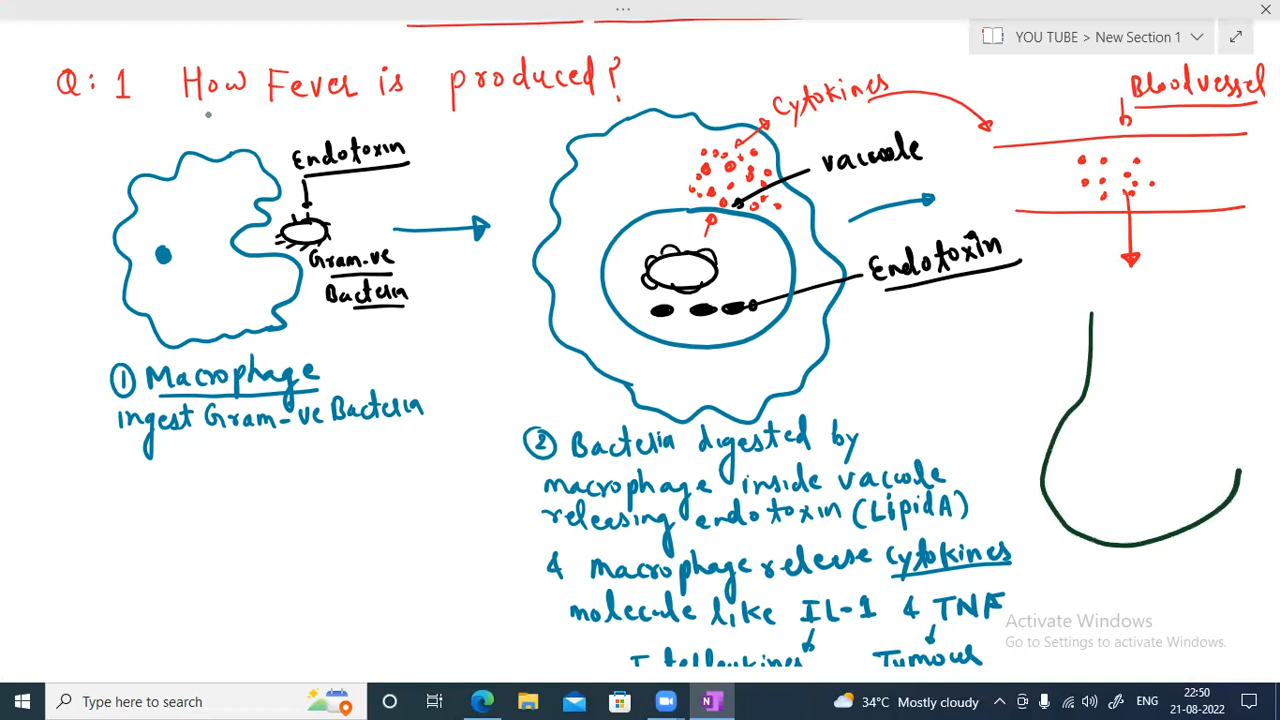 YOU TUBE > New Section 1
Q: 1 How Fever is produced?
Cytokines
Blood vessel
Endotoxin
vacuole
Gram-ve
Bacteria
Endotoxin
① Macrophage
ingest Gram-ve Bacteria
② Bacteria digested by
macrophage inside vacuole
releasing endotoxin (Lipid A)
& macrophage release cytokines
molecule like IL-1 & TNF
Tumour
Activate Windows
Go to Settings to activate Windows.
Type here to search
34°C Mostly cloudy
ENG
22:50
21-08-2022